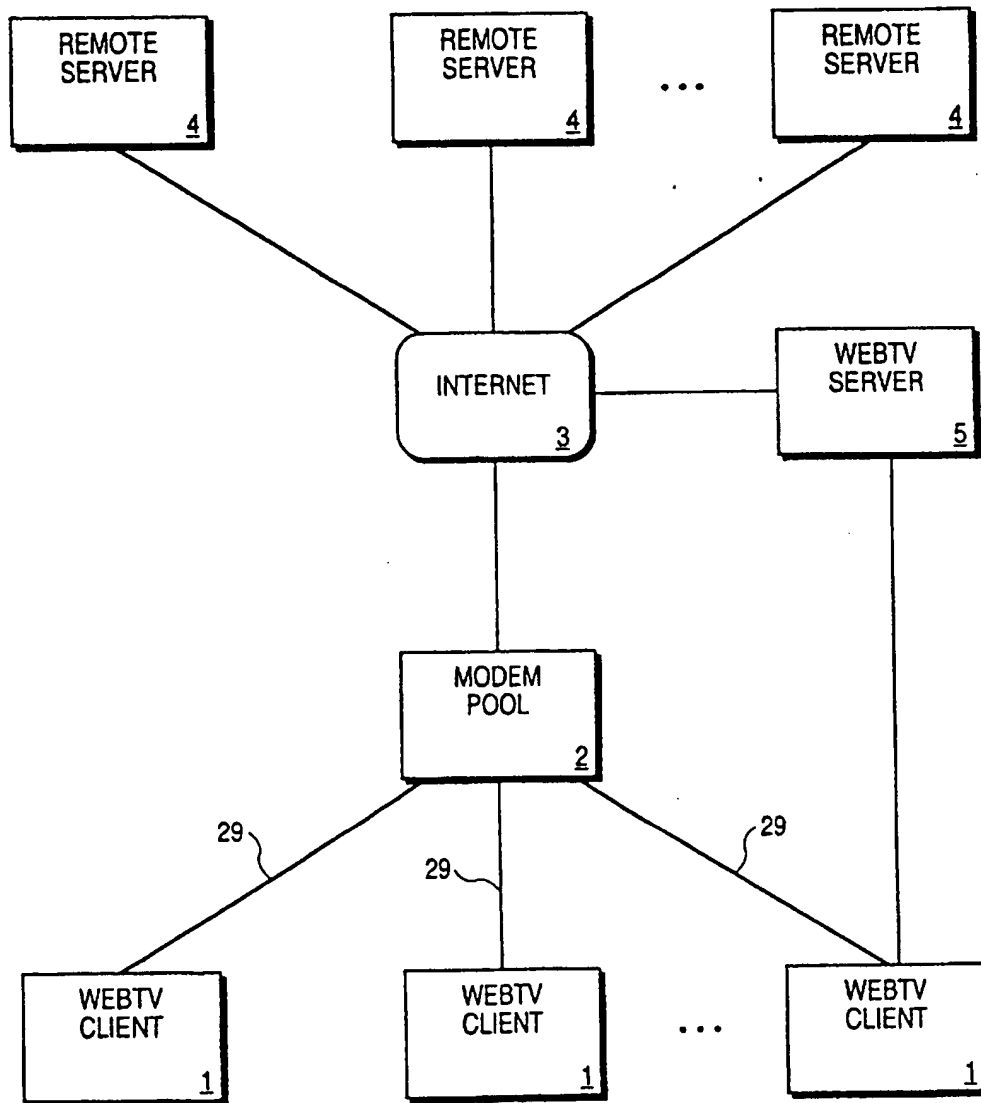 REMOTE
SERVER
4
REMOTE
SERVER
4
REMOTE
SERVER
4
INTERNET
3
WEBTV
SERVER
5
MODEM
POOL
2
29
29
29
WEBTV
CLIENT
1
WEBTV
CLIENT
1
WEBTV
CLIENT
1